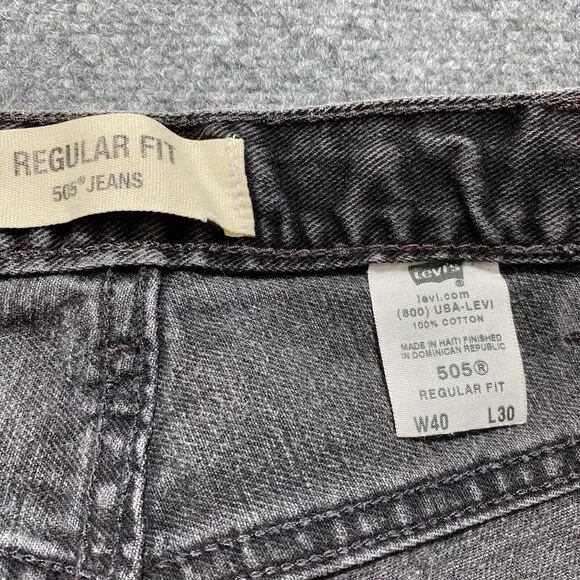 REGULAR FIT
505® JEANS
Levi's
levi.com
(800) USA-LEVI
100% COTTON
MADE IN HAITI FINISHED
IN DOMINICAN REPUBLIC
505®
REGULAR FIT
W40 L30